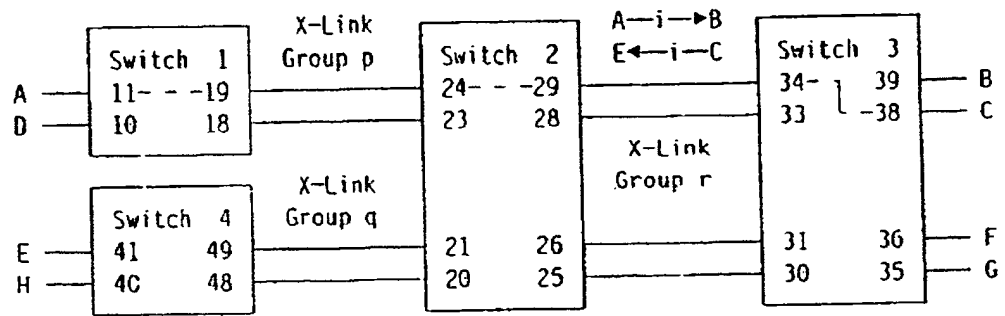 X-Link
Group p
A—i—►B
E◄—i—C
Switch 1
Switch 2
Switch 3
A
11- - -19
24- - -29
34-
39
B
D
10
18
23
28
33
-38
C
X-Link
Group r
X-Link
Group q
Switch 4
E
41
49
21
26
31
36
F
H
4C
48
20
25
30
35
G